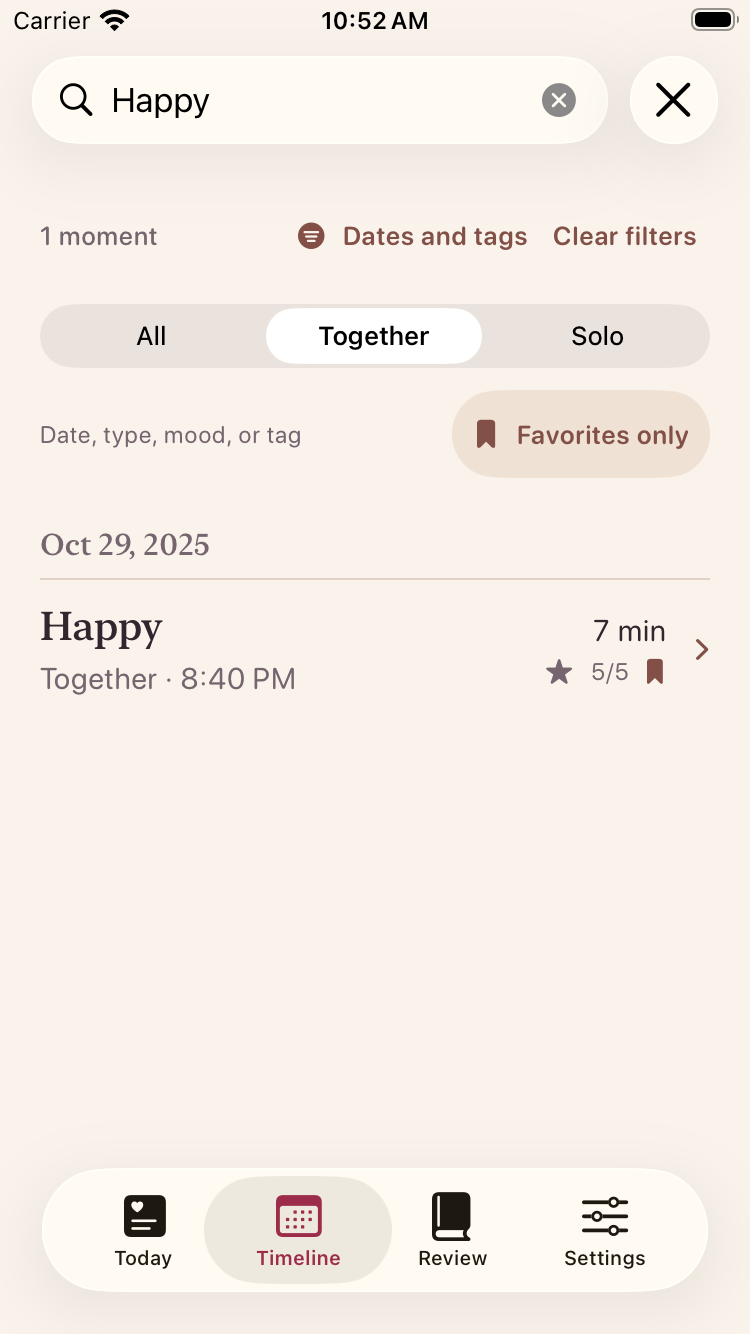 Carrier 10:52 AM
Happy
1 moment Dates and tags Clear filters
All Together Solo
Date, type, mood, or tag Favorites only
Oct 29, 2025
Happy 7 min
Together · 8:40 PM 5/5
Today Timeline Review Settings